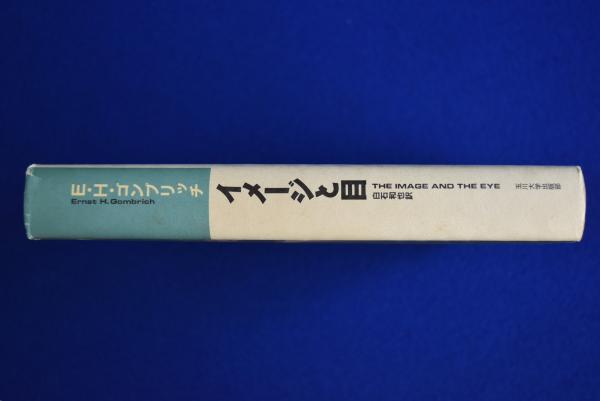 E・H・ゴンブリッチ
Ernst H. Gombrich
イメージと目
THE IMAGE AND THE EYE
白石和也訳
玉川大学出版部